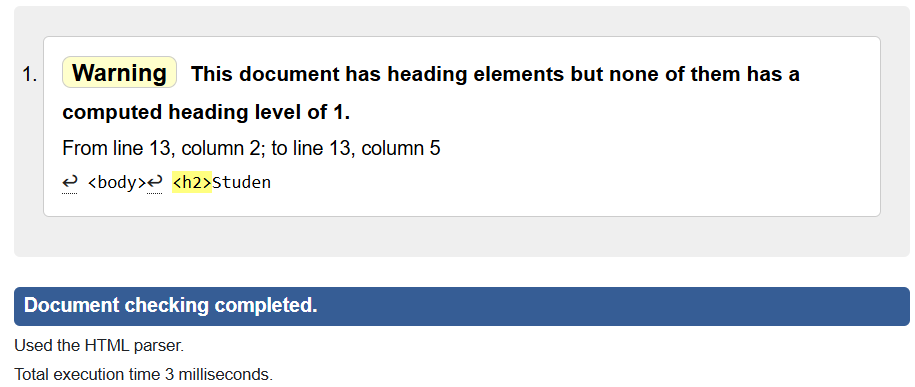 1. Warning This document has heading elements but none of them has a
computed heading level of 1.
From line 13, column 2; to line 13, column 5
↩ <body>↩ <h2>Studen
Document checking completed.
Used the HTML parser.
Total execution time 3 milliseconds.